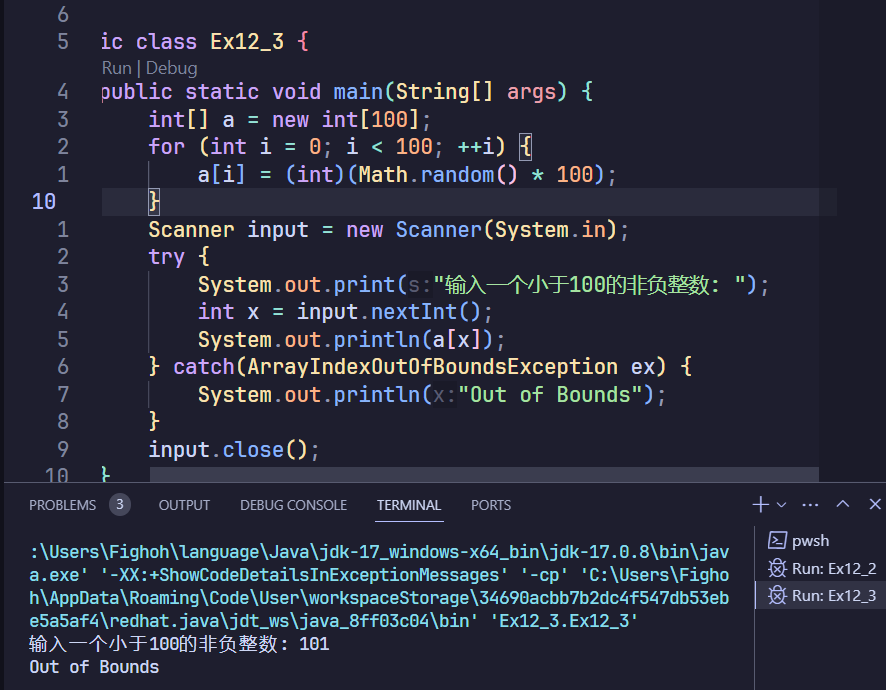 6
5 ic class Ex12_3 {
Run | Debug
4 public static void main(String[] args) {
3 int[] a = new int[100];
2 for (int i = 0; i < 100; ++i) {
1 a[i] = (int)(Math.random() * 100);
10 }
1 Scanner input = new Scanner(System.in);
2 try {
3 System.out.print(s:"输入一个小于100的非负整数: ");
4 int x = input.nextInt();
5 System.out.println(a[x]);
6 } catch(ArrayIndexOutOfBoundsException ex) {
7 System.out.println(x:"Out of Bounds");
8 }
9 input.close();
10 }
PROBLEMS 3 OUTPUT DEBUG CONSOLE TERMINAL PORTS
:\Users\Fighoh\language\Java\jdk-17_windows-x64_bin\jdk-17.0.8\bin\jav
a.exe' '-XX:+ShowCodeDetailsInExceptionMessages' '-cp' 'C:\Users\Figho
h\AppData\Roaming\Code\User\workspaceStorage\34690acbb7b2dc4f547db53eb
e5a5af4\redhat.java\jdt_ws\java_8ff03c04\bin' 'Ex12_3.Ex12_3'
输入一个小于100的非负整数: 101
Out of Bounds
pwsh
Run: Ex12_2
Run: Ex12_3